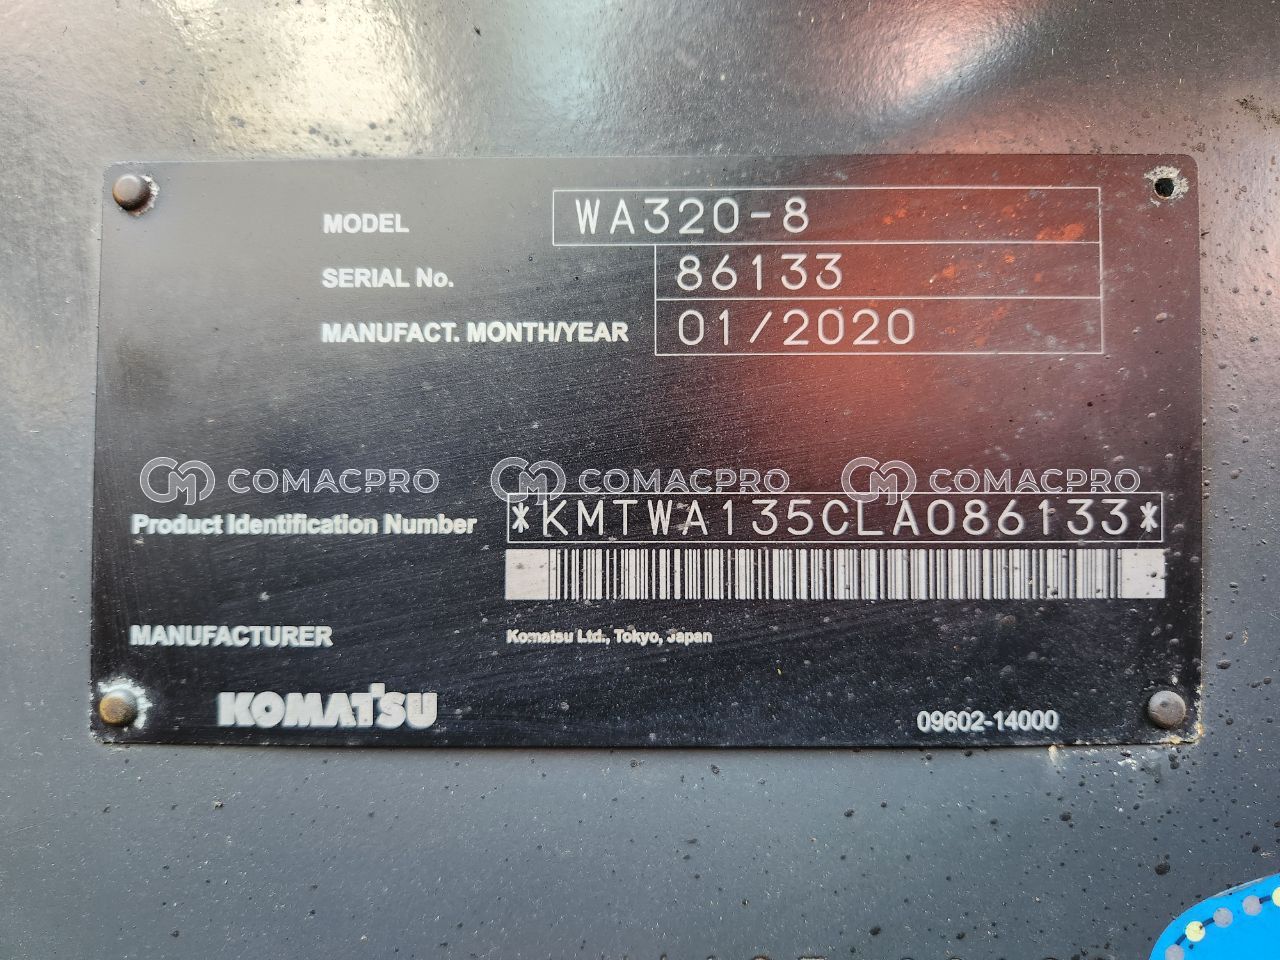 MODEL WA320-8
SERIAL No. 86133
MANUFACT. MONTH/YEAR 01/2020
COMACPRO COMACPRO COMACPRO
Product Identification Number *KMTWA135CLA086133*
MANUFACTURER Komatsu Ltd., Tokyo, Japan
KOMATSU 09602-14000